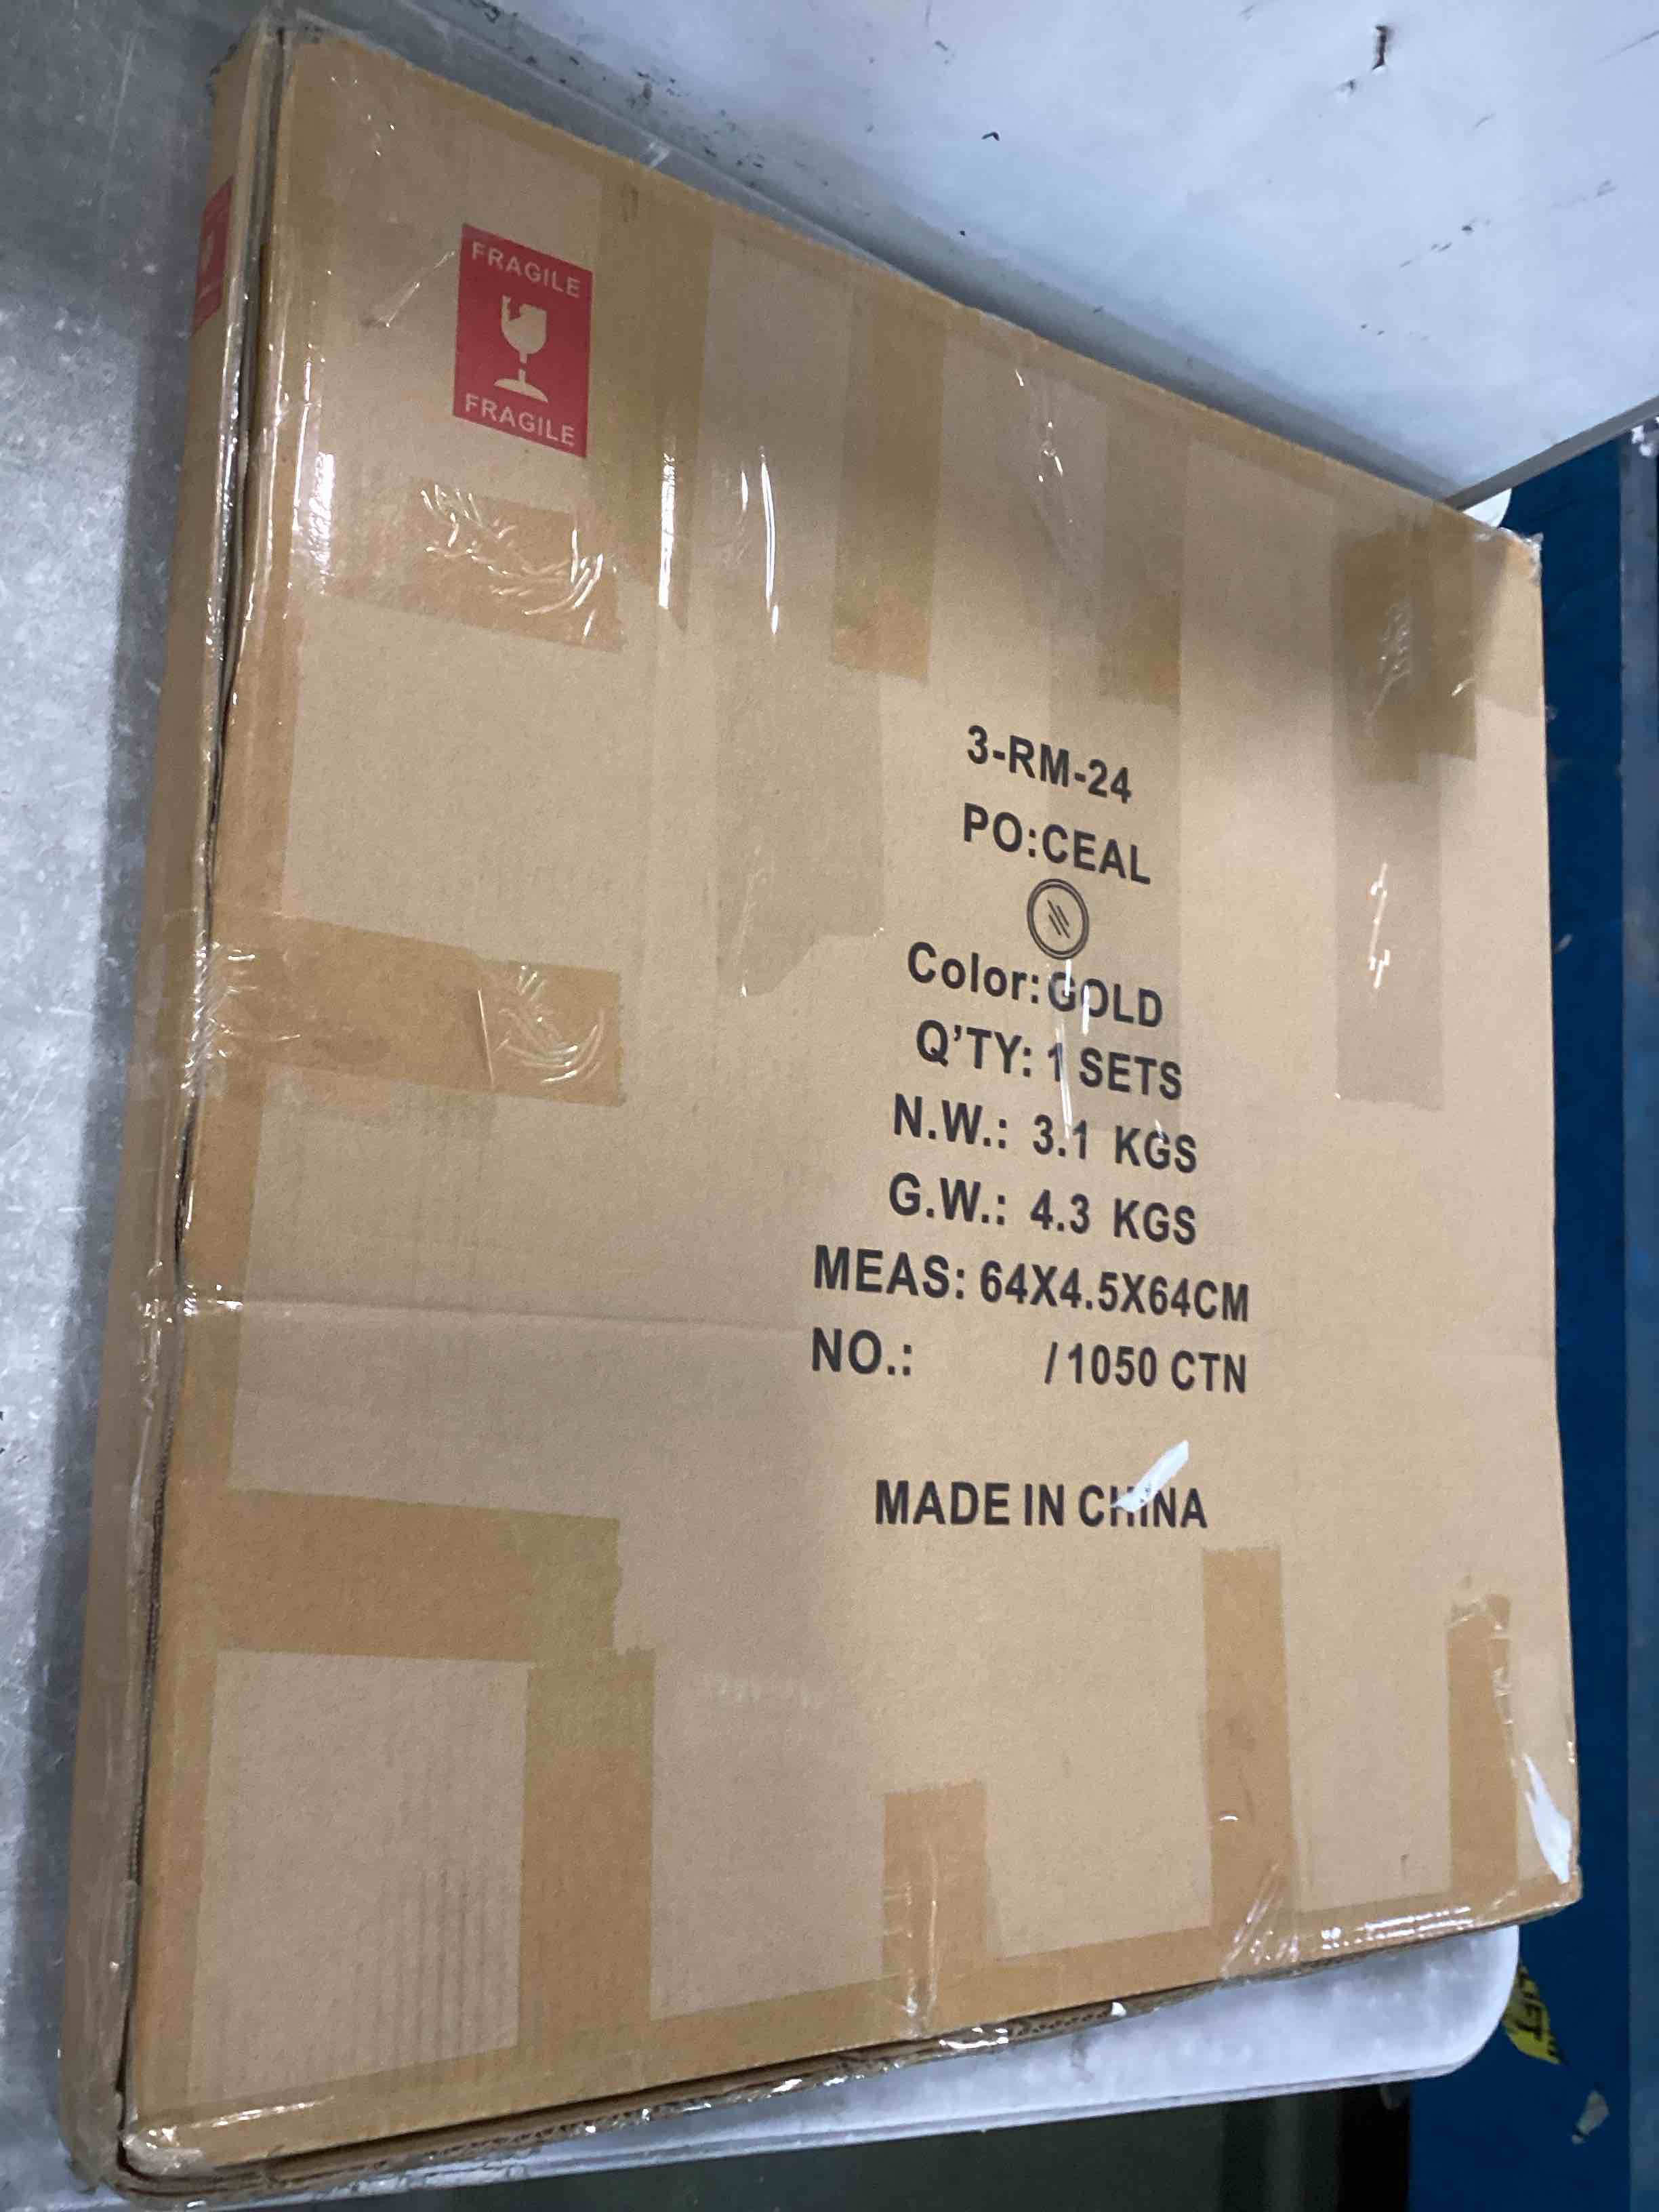 FRAGILE
FRAGILE
3-RM-24
PO:CEAL
Color:GOLD
Q'TY: 1 SETS
N.W.: 3.1 KGS
G.W.: 4.3 KGS
MEAS: 64X4.5X64CM
NO.: / 1050 CTN
MADE IN CHINA